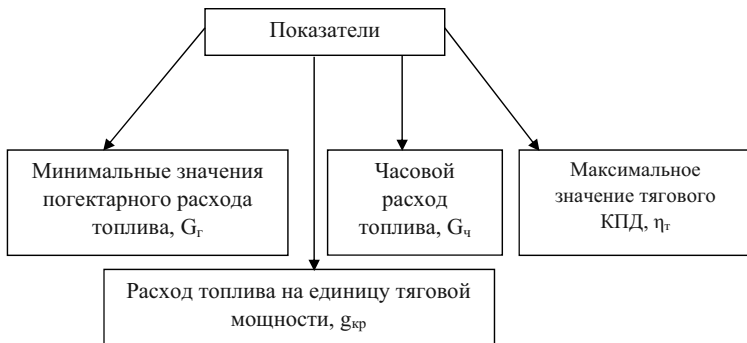 Показатели
Минимальные значения
погектарного расхода
топлива, Gг
Часовой
расход
топлива, Gч
Максимальное
значение тягового
КПД, ηт
Расход топлива на единицу тяговой
мощности, gкр